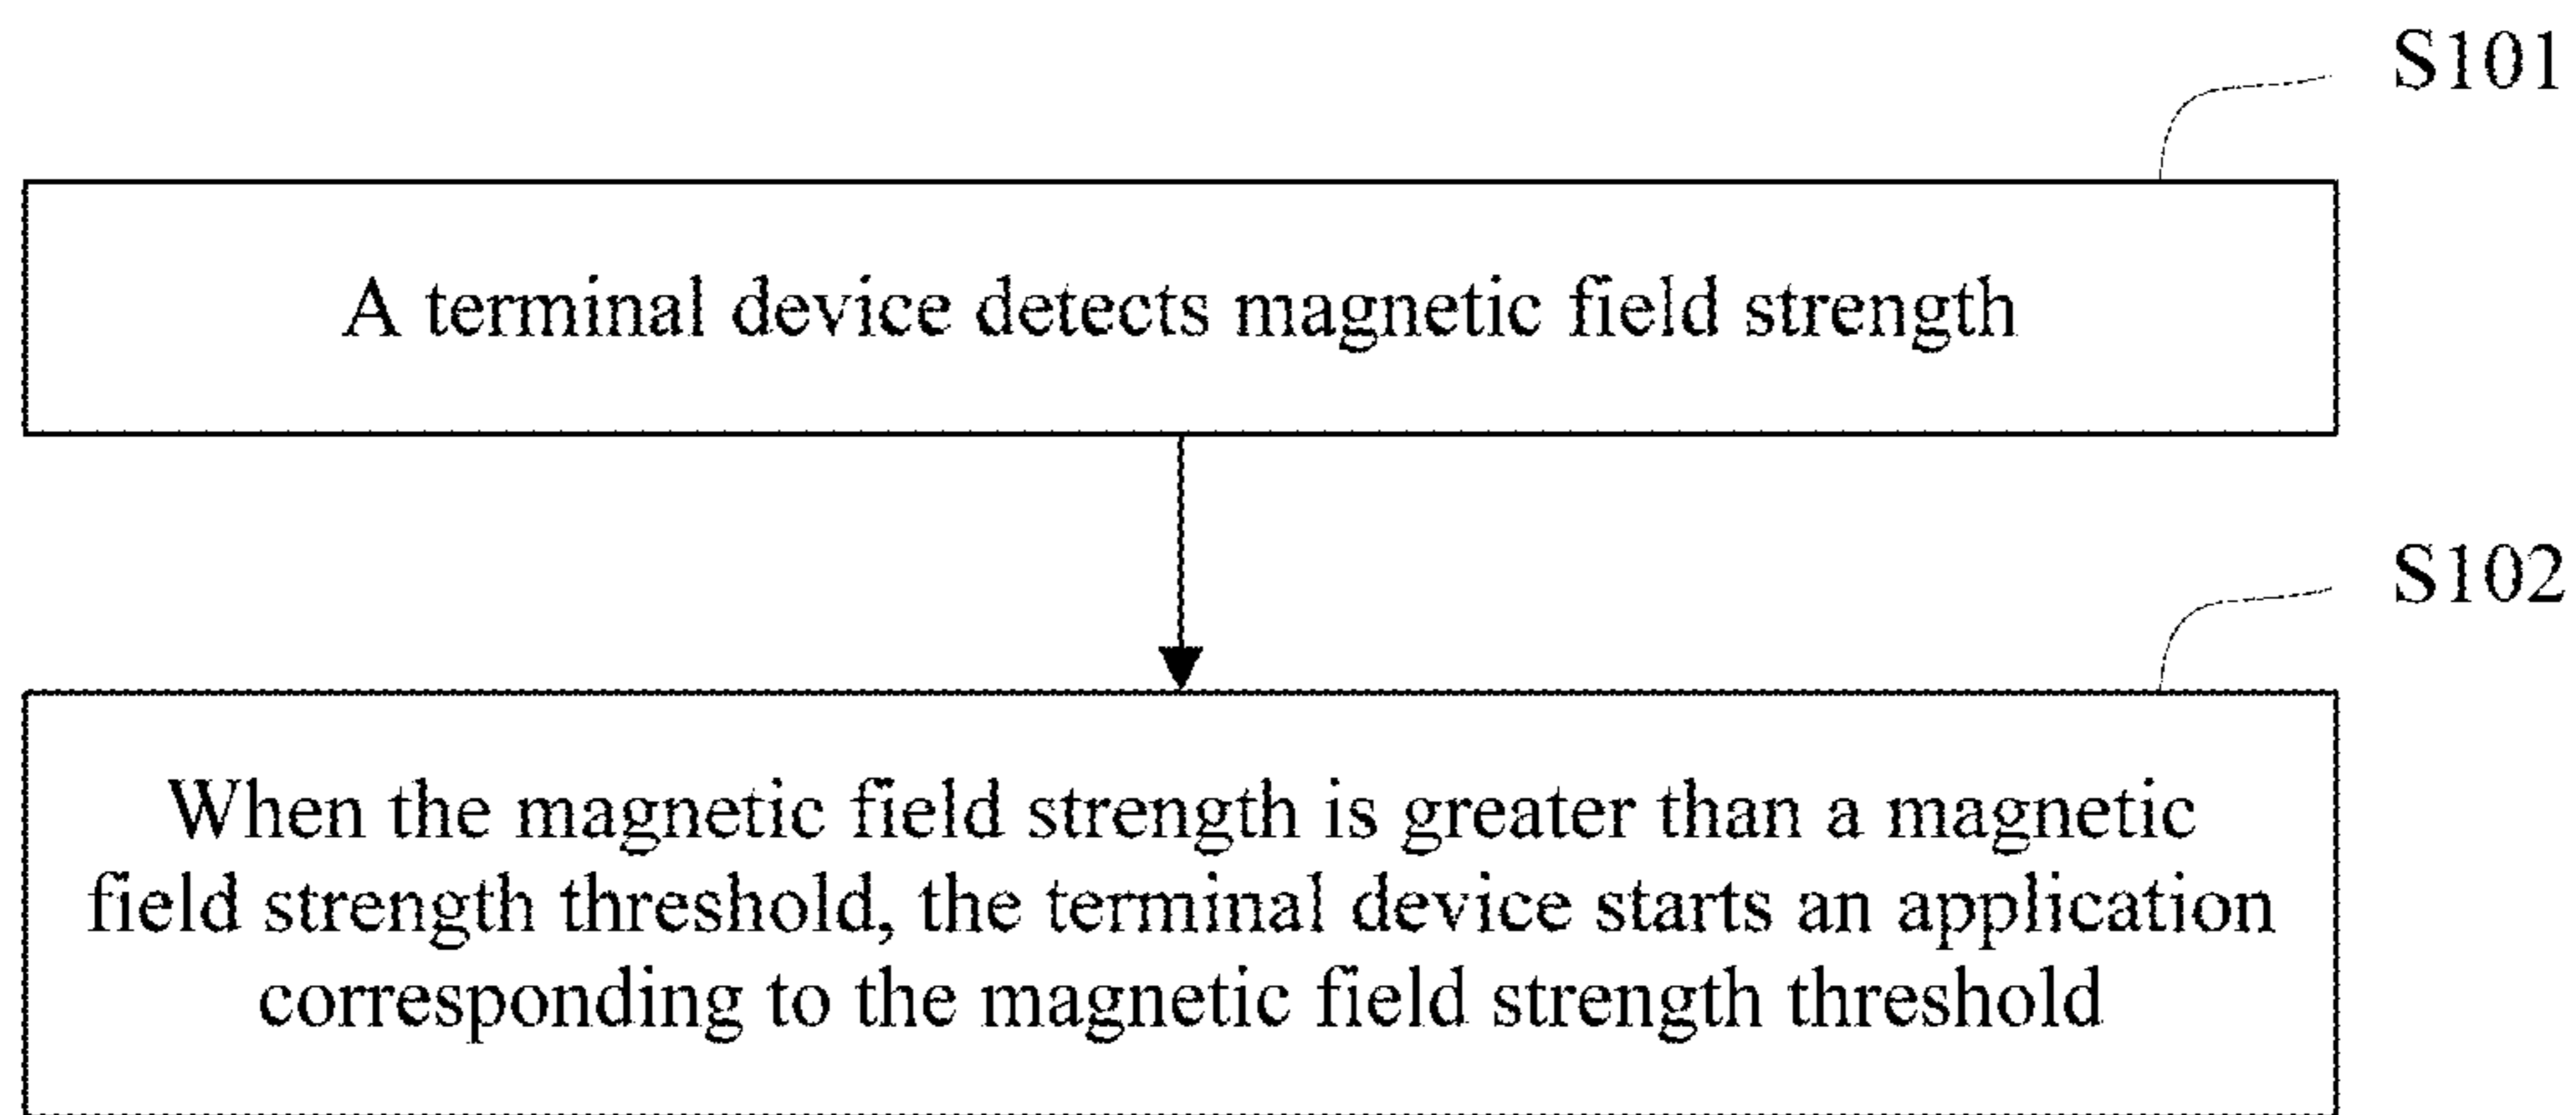 S101
A terminal device detects magnetic field strength
S102
When the magnetic field strength is greater than a magnetic
field strength threshold, the terminal device starts an application
corresponding to the magnetic field strength threshold